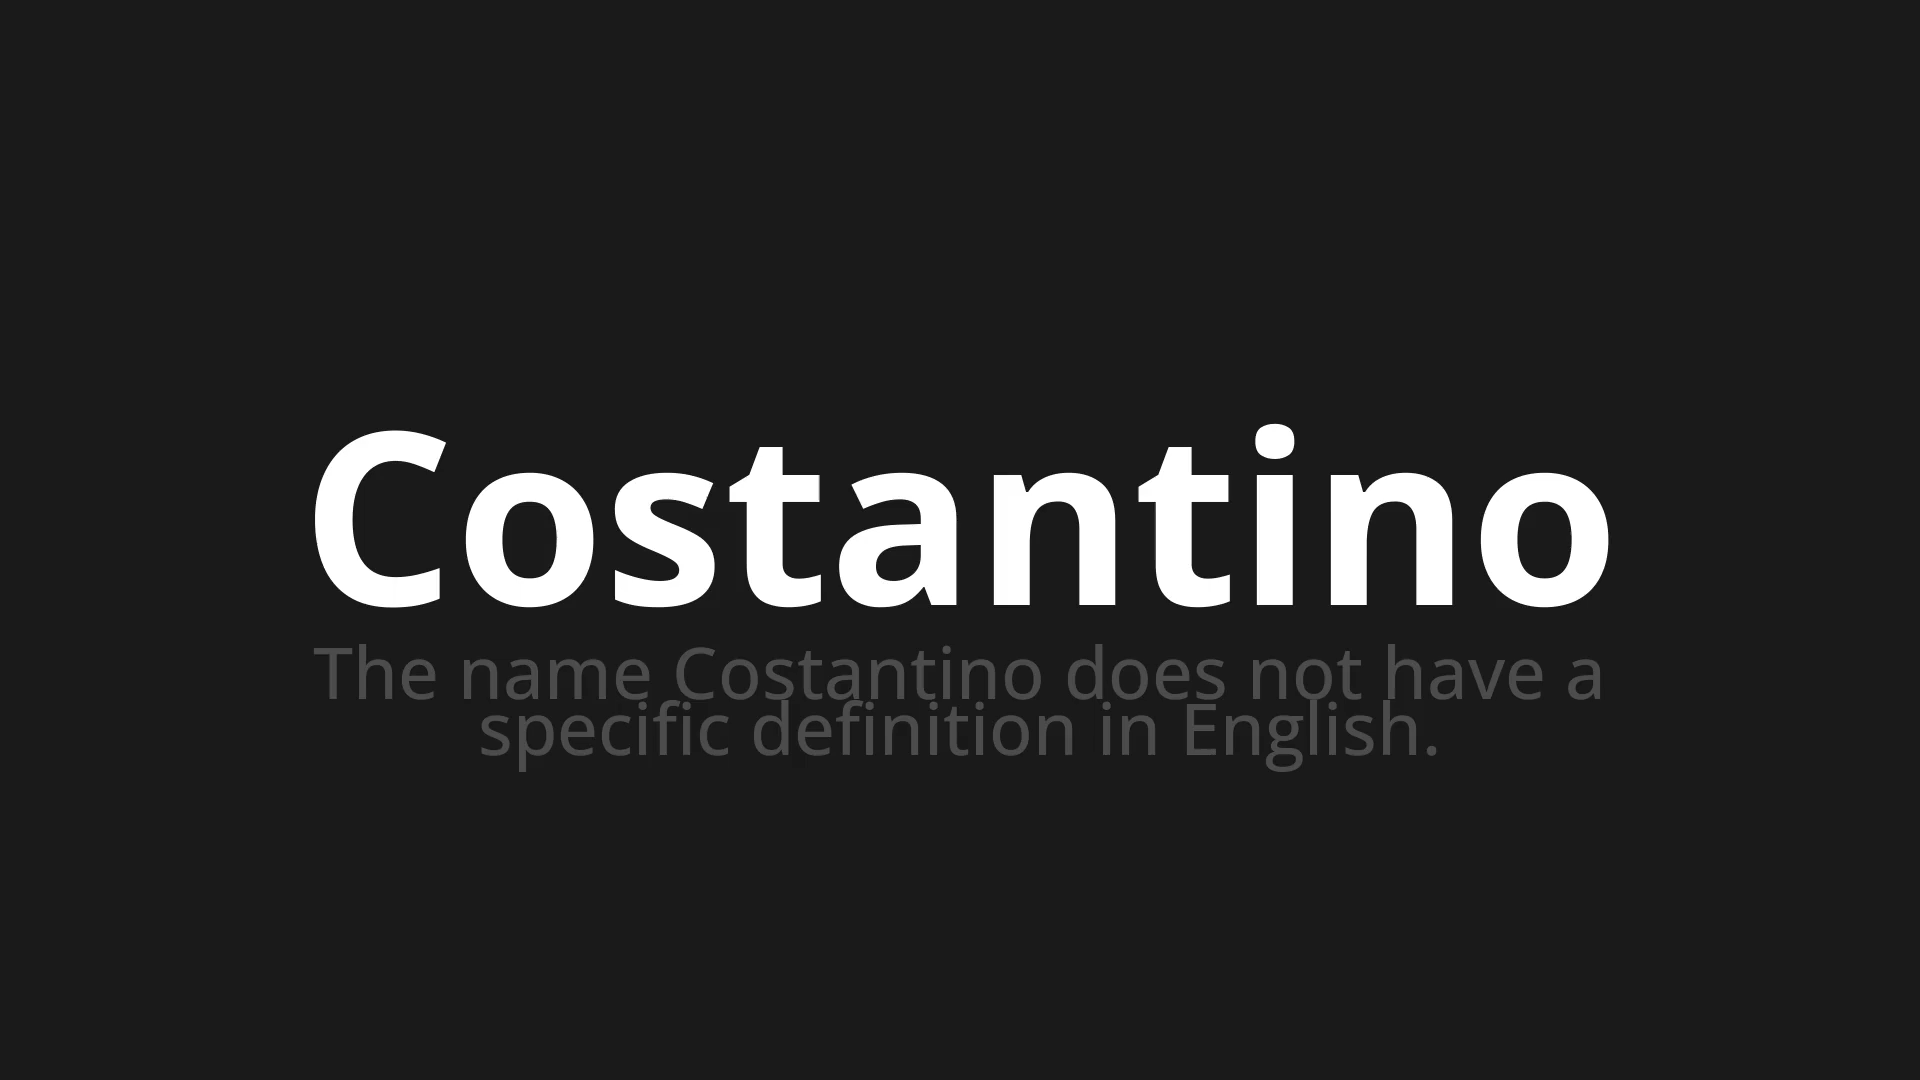 Costantino
The name Costantino does not have a
specific definition in English.